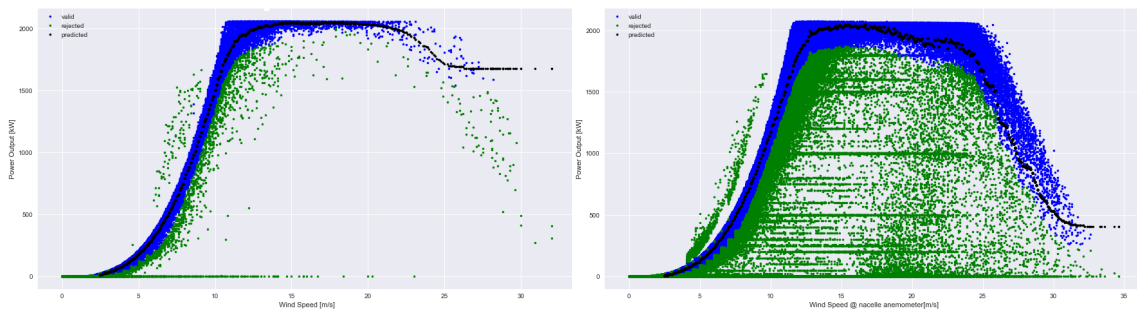 valid
rejected
predicted
2000
1500
1000
500
0
Power Output [kW]
0 5 10 15 20 25 30
Wind Speed [m/s]
valid
rejected
predicted
2000
1500
1000
500
0
Power Output [kW]
0 5 10 15 20 25 30 35
Wind Speed @ nacelle anemometer[m/s]